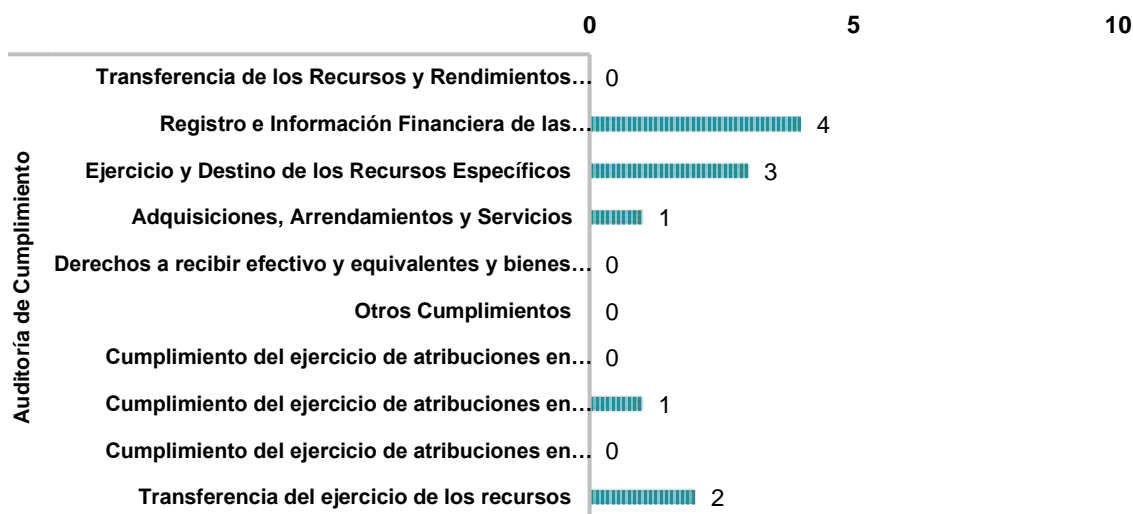 0 5 10
Auditoría de Cumplimiento
Transferencia de los Recursos y Rendimientos… 0
Registro e Información Financiera de las… 4
Ejercicio y Destino de los Recursos Específicos 3
Adquisiciones, Arrendamientos y Servicios 1
Derechos a recibir efectivo y equivalentes y bienes… 0
Otros Cumplimientos 0
Cumplimiento del ejercicio de atribuciones en… 0
Cumplimiento del ejercicio de atribuciones en… 1
Cumplimiento del ejercicio de atribuciones en… 0
Transferencia del ejercicio de los recursos 2